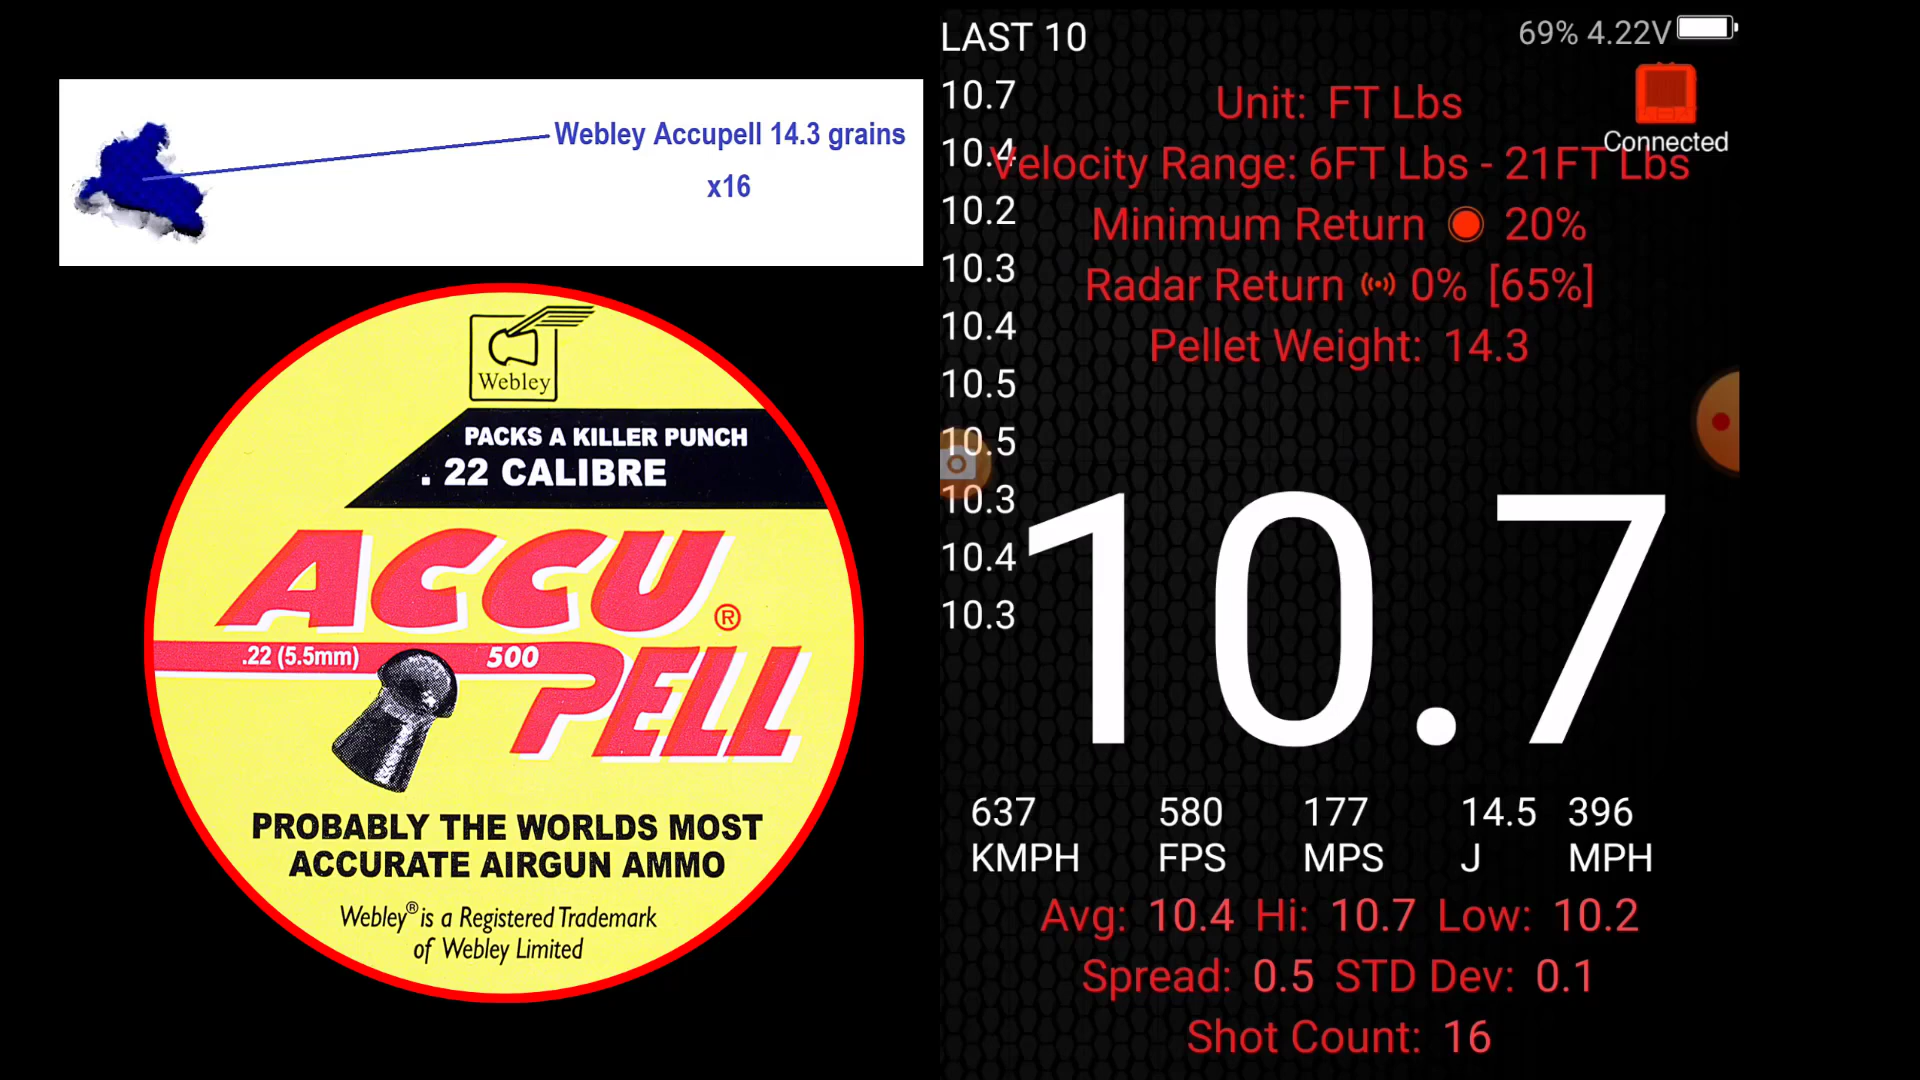 Webley Accupell 14.3 grains
x16
Webley
PACKS A KILLER PUNCH
. 22 CALIBRE
ACCU ®
.22 (5.5mm) 500
PELL
PROBABLY THE WORLDS MOST
ACCURATE AIRGUN AMMO
Webley® is a Registered Trademark
of Webley Limited
LAST 10
69% 4.22V
10.7
10.4
10.2
10.3
10.4
10.5
10.5
10.3
10.4
10.3
Connected
Unit: FT Lbs
Velocity Range: 6FT Lbs - 21FT Lbs
Minimum Return 20%
Radar Return 0% [65%]
Pellet Weight: 14.3
10.7
637 580 177 14.5 396
KMPH FPS MPS J MPH
Avg: 10.4 Hi: 10.7 Low: 10.2
Spread: 0.5 STD Dev: 0.1
Shot Count: 16